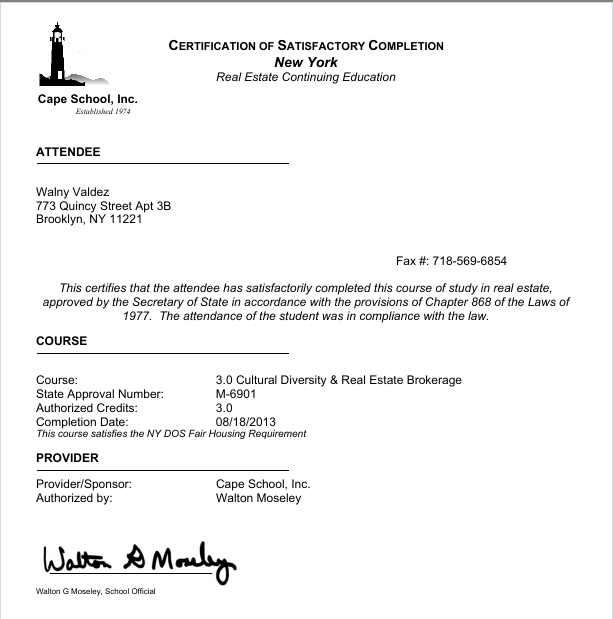 CERTIFICATION OF SATISFACTORY COMPLETION
New York
Real Estate Continuing Education
Cape School, Inc.
Established 1974
ATTENDEE
Walny Valdez
773 Quincy Street Apt 3B
Brooklyn, NY 11221
Fax #: 718-569-6854
This certifies that the attendee has satisfactorily completed this course of study in real estate,
approved by the Secretary of State in accordance with the provisions of Chapter 868 of the Laws of
1977. The attendance of the student was in compliance with the law.
COURSE
Course: 3.0 Cultural Diversity & Real Estate Brokerage
State Approval Number: M-6901
Authorized Credits: 3.0
Completion Date: 08/18/2013
This course satisfies the NY DOS Fair Housing Requirement
PROVIDER
Provider/Sponsor: Cape School, Inc.
Authorized by: Walton Moseley
Walton G Moseley
Walton G Moseley, School Official